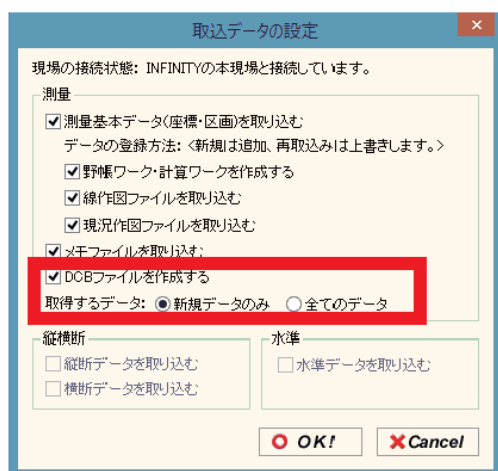 取込データの設定
×
現場の接続状態: INFINITYの本現場と接続しています。
測量
測量基本データ(座標・区画)を取り込む
データの登録方法: <新規は追加、再取込みは上書きします。>
野帳ワーク・計算ワークを作成する
線作図ファイルを取り込む
現況作図ファイルを取り込む
メモファイルを取り込む
DCBファイルを作成する
取得するデータ: 新規データのみ 全てのデータ
縦横断
縦断データを取り込む
横断データを取り込む
水準
水準データを取り込む
OK!
Cancel